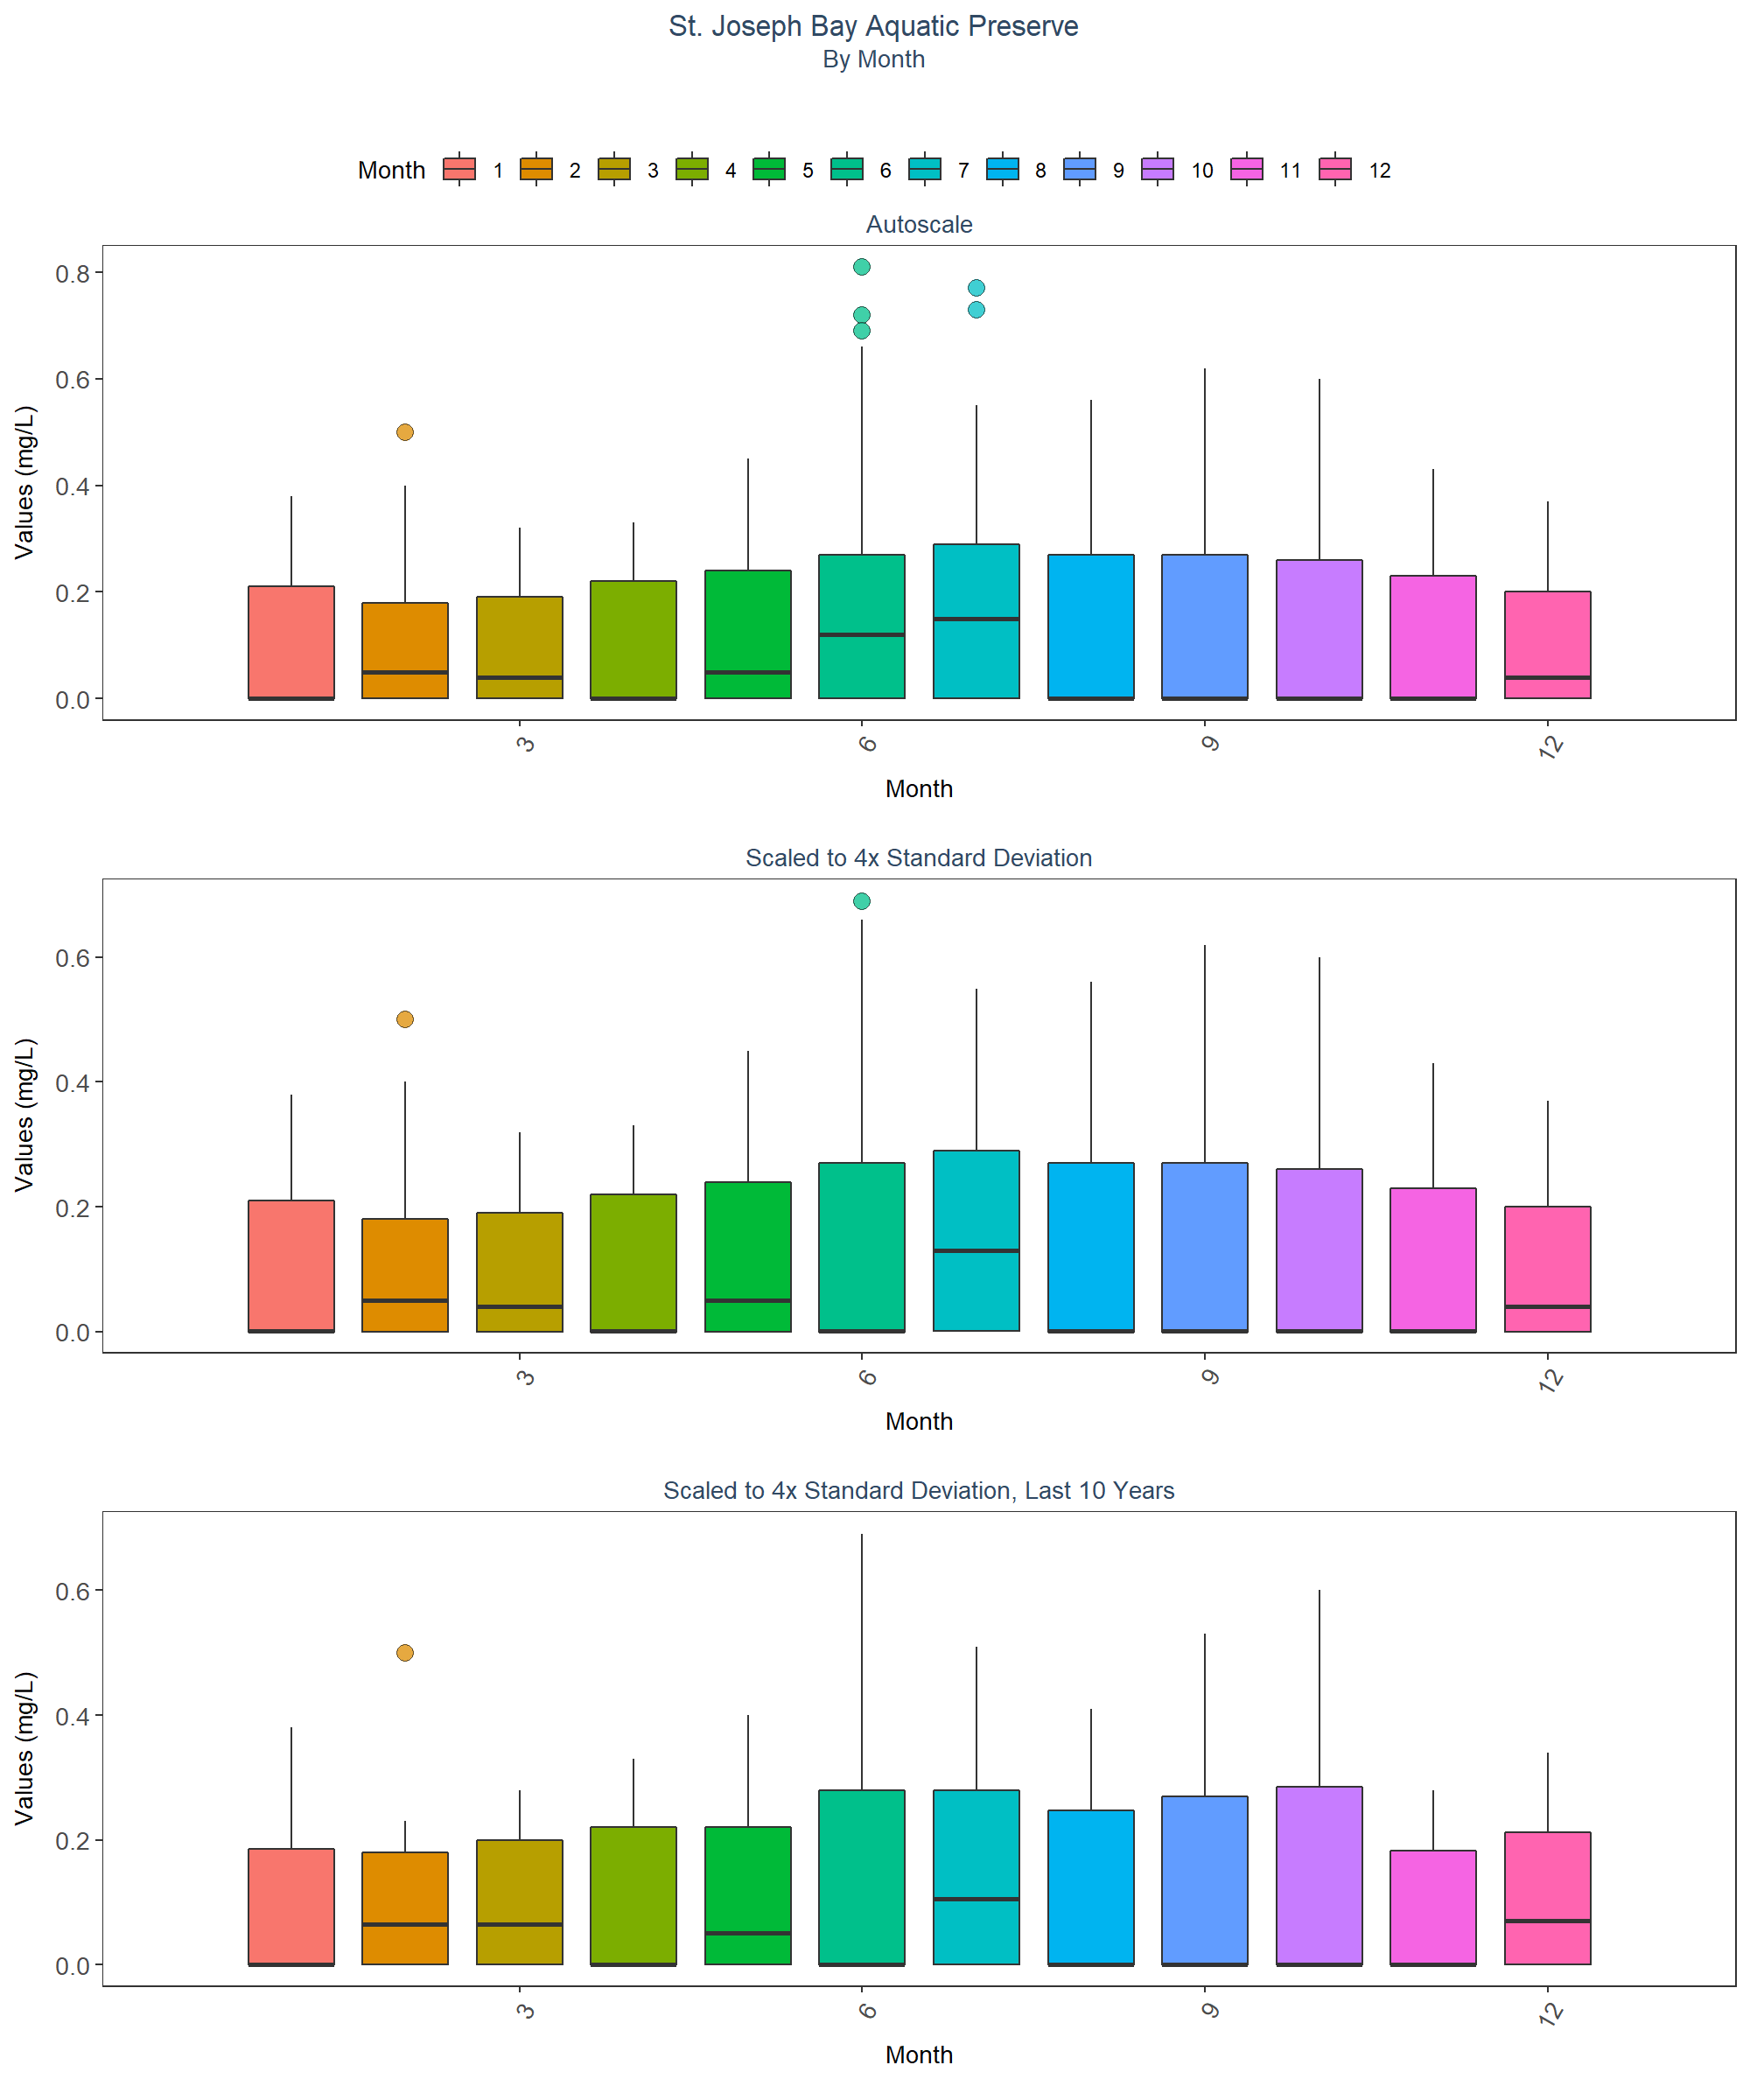 St. Joseph Bay Aquatic Preserve
By Month
Month 1 2 3 4 5 6 7 8 9 10 11 12
Autoscale
Values (mg/L)
0.8
0.6
0.4
0.2
0.0
3 6 9 12
Month
Scaled to 4x Standard Deviation
Values (mg/L)
0.6
0.4
0.2
0.0
3 6 9 12
Month
Scaled to 4x Standard Deviation, Last 10 Years
Values (mg/L)
0.6
0.4
0.2
0.0
3 6 9 12
Month